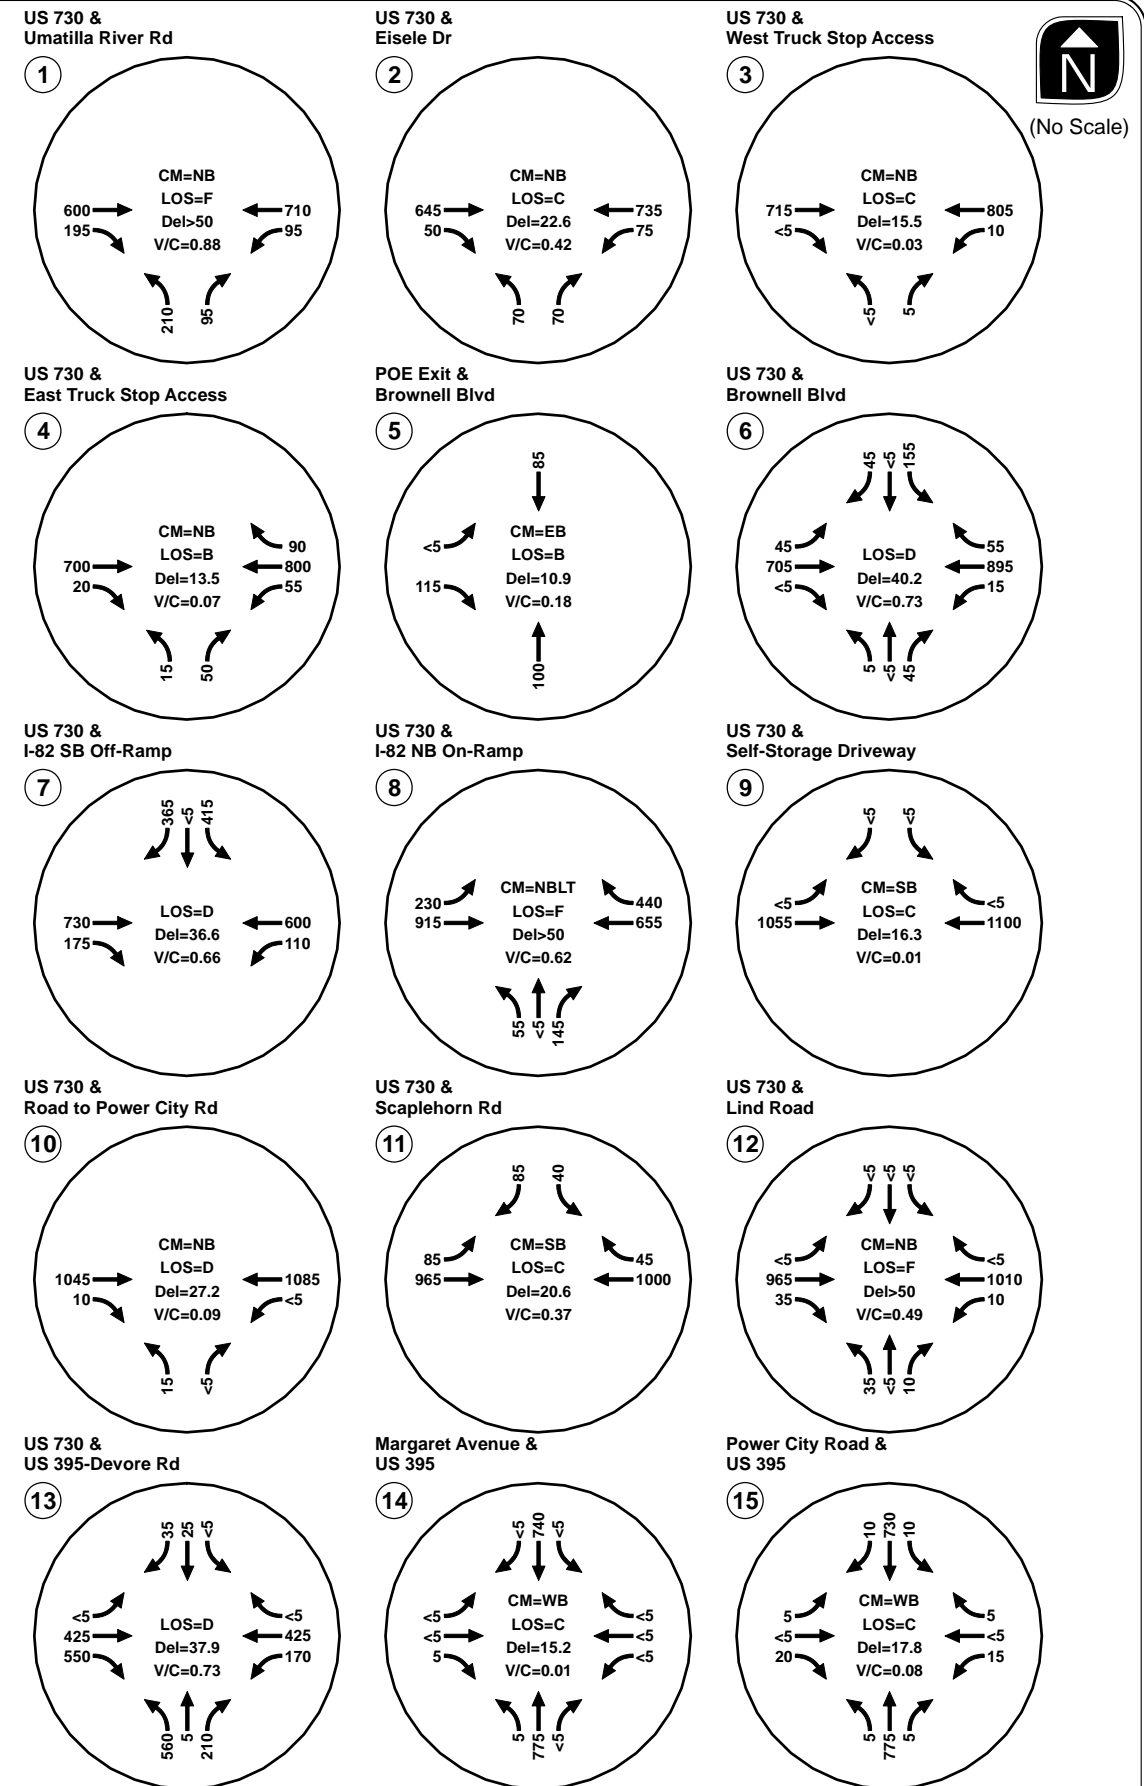 US 730 &
Umatilla River Rd
1
CM=NB
LOS=F
Del>50
V/C=0.88
600
195
710
95
210
95
US 730 &
Eisele Dr
2
CM=NB
LOS=C
Del=22.6
V/C=0.42
645
50
735
75
70
70
US 730 &
West Truck Stop Access
3
CM=NB
LOS=C
Del=15.5
V/C=0.03
715
<5
805
10
<5
5
N
(No Scale)
US 730 &
East Truck Stop Access
4
CM=NB
LOS=B
Del=13.5
V/C=0.07
700
20
90
800
55
15
50
POE Exit &
Brownell Blvd
5
85
CM=EB
LOS=B
Del=10.9
V/C=0.18
<5
115
100
US 730 &
Brownell Blvd
6
45
<5
155
45
705
<5
LOS=D
Del=40.2
V/C=0.73
55
895
15
5
<5
45
US 730 &
I-82 SB Off-Ramp
7
365
<5
415
730
175
LOS=D
Del=36.6
V/C=0.66
600
110
US 730 &
I-82 NB On-Ramp
8
230
915
CM=NBLT
LOS=F
Del>50
V/C=0.62
440
655
55
<5
145
US 730 &
Self-Storage Driveway
9
<5
<5
<5
1055
CM=SB
LOS=C
Del=16.3
V/C=0.01
<5
1100
US 730 &
Road to Power City Rd
10
CM=NB
LOS=D
Del=27.2
V/C=0.09
1045
10
1085
<5
15
<5
US 730 &
Scaplehorn Rd
11
85
40
85
965
CM=SB
LOS=C
Del=20.6
V/C=0.37
45
1000
US 730 &
Lind Road
12
<5
<5
<5
<5
965
35
CM=NB
LOS=F
Del>50
V/C=0.49
<5
1010
10
35
<5
10
US 730 &
US 395-Devore Rd
13
35
25
<5
<5
425
550
LOS=D
Del=37.9
V/C=0.73
<5
425
170
560
5
210
Margaret Avenue &
US 395
14
<5
740
<5
<5
<5
5
CM=WB
LOS=C
Del=15.2
V/C=0.01
<5
<5
<5
5
775
<5
Power City Road &
US 395
15
10
730
10
5
<5
20
CM=WB
LOS=C
Del=17.8
V/C=0.08
5
<5
15
5
775
5